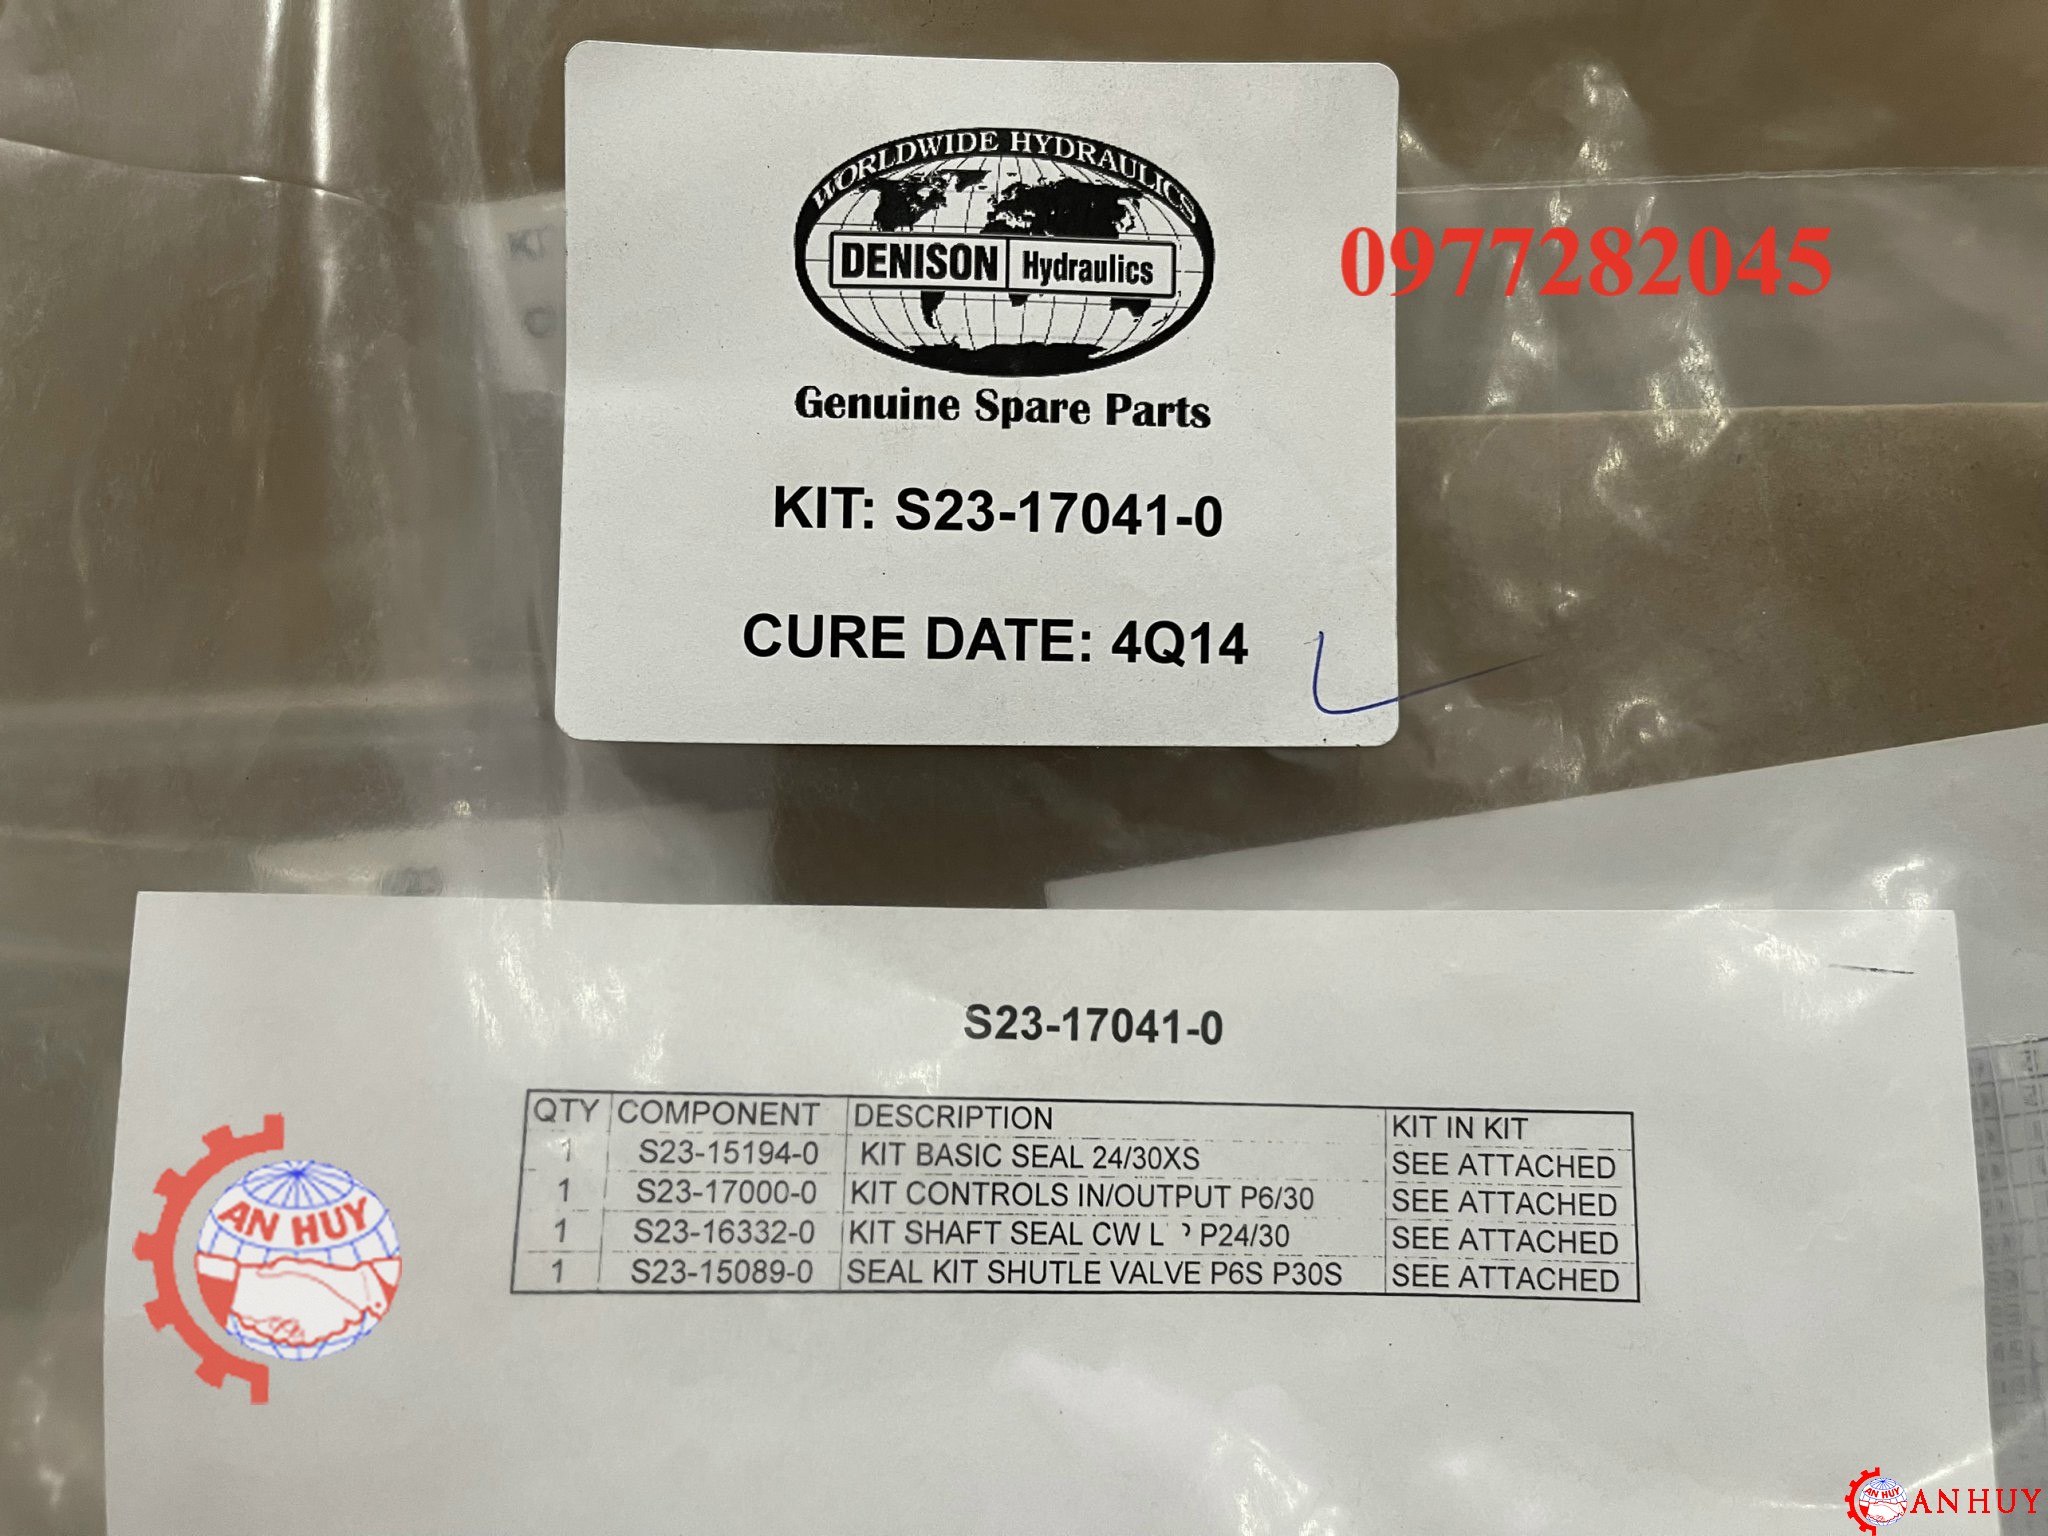 WORLDWIDE HYDRAULICS
DENISON Hydraulics
Genuine Spare Parts
KIT: S23-17041-0
CURE DATE: 4Q14
0977282045
S23-17041-0
QTY COMPONENT DESCRIPTION KIT IN KIT
1 S23-15194-0 KIT BASIC SEAL 24/30XS SEE ATTACHED
1 S23-17000-0 KIT CONTROLS IN/OUTPUT P6/30 SEE ATTACHED
1 S23-16332-0 KIT SHAFT SEAL CW P24/30 SEE ATTACHED
1 S23-15089-0 SEAL KIT SHUTLE VALVE P6S P30S SEE ATTACHED
AN HUY
AN HUY
ANHUY